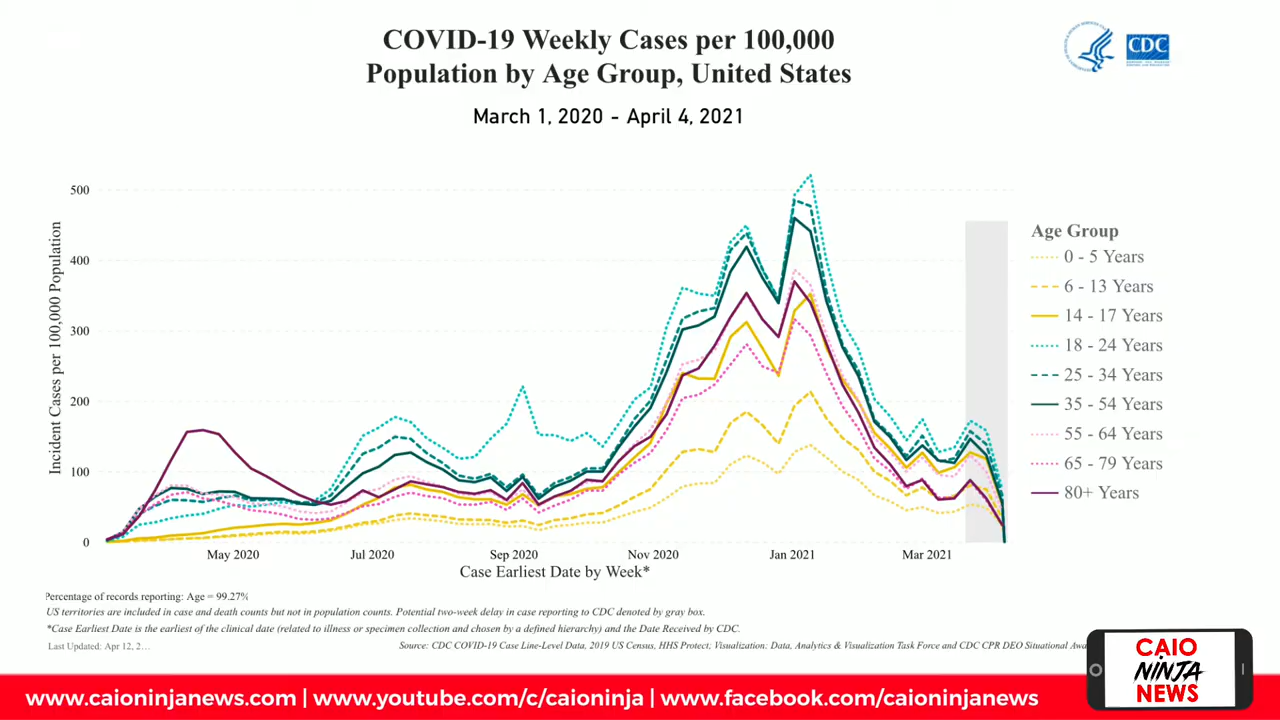 COVID-19 Weekly Cases per 100,000
Population by Age Group, United States
March 1, 2020 - April 4, 2021
CDC
500
400
300
200
100
0
Incident Cases per 100,000 Population
May 2020
Jul 2020
Sep 2020
Nov 2020
Jan 2021
Mar 2021
Case Earliest Date by Week*
Age Group
0 - 5 Years
6 - 13 Years
14 - 17 Years
18 - 24 Years
25 - 34 Years
35 - 54 Years
55 - 64 Years
65 - 79 Years
80+ Years
Percentage of records reporting: Age = 99.27%
US territories are included in case and death counts but not in population counts. Potential two-week delay in case reporting to CDC denoted by gray box.
*Case Earliest Date is the earliest of the clinical date (related to illness or specimen collection and chosen by a defined hierarchy) and the Date Received by CDC.
Last Updated: Apr 12, 2…
Source: CDC COVID-19 Case Line-Level Data, 2019 US Census, HHS Protect; Visualization: Data, Analytics & Visualization Task Force and CDC CPR DEO Situational
CAIO
NINJA
NEWS
www.caioninjanews.com | www.youtube.com/c/caioninja | www.facebook.com/caioninjanews